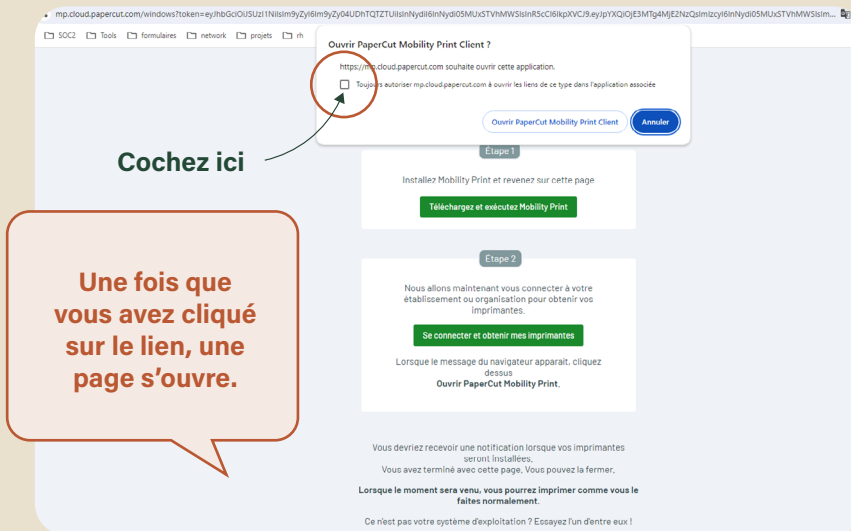 mp.cloud.papercut.com/windows?token=
SOC2 Tools formulaires network projets rh
Ouvrir PaperCut Mobility Print Client ?
https://mp.cloud.papercut.com souhaite ouvrir cette application.
Toujours autoriser mp.cloud.papercut.com à ouvrir les liens de ce type dans l'application associée
Ouvrir PaperCut Mobility Print Client
Annuler
Cochez ici
Étape 1
Installez Mobility Print et revenez sur cette page
Téléchargez et exécutez Mobility Print
Une fois que
vous avez cliqué
sur le lien, une
page s’ouvre.
Étape 2
Nous allons maintenant vous connecter à votre
établissement ou organisation pour obtenir vos
imprimantes.
Se connecter et obtenir mes imprimantes
Lorsque le message du navigateur apparaît, cliquez
dessus
Ouvrir PaperCut Mobility Print.
Vous devriez recevoir une notification lorsque vos imprimantes
seront installées.
Vous avez terminé avec cette page. Vous pouvez la fermer.
Lorsque le moment sera venu, vous pourrez imprimer comme vous le
faites normalement.
Ce n'est pas votre système d'exploitation ? Essayez l'un d'entre eux !